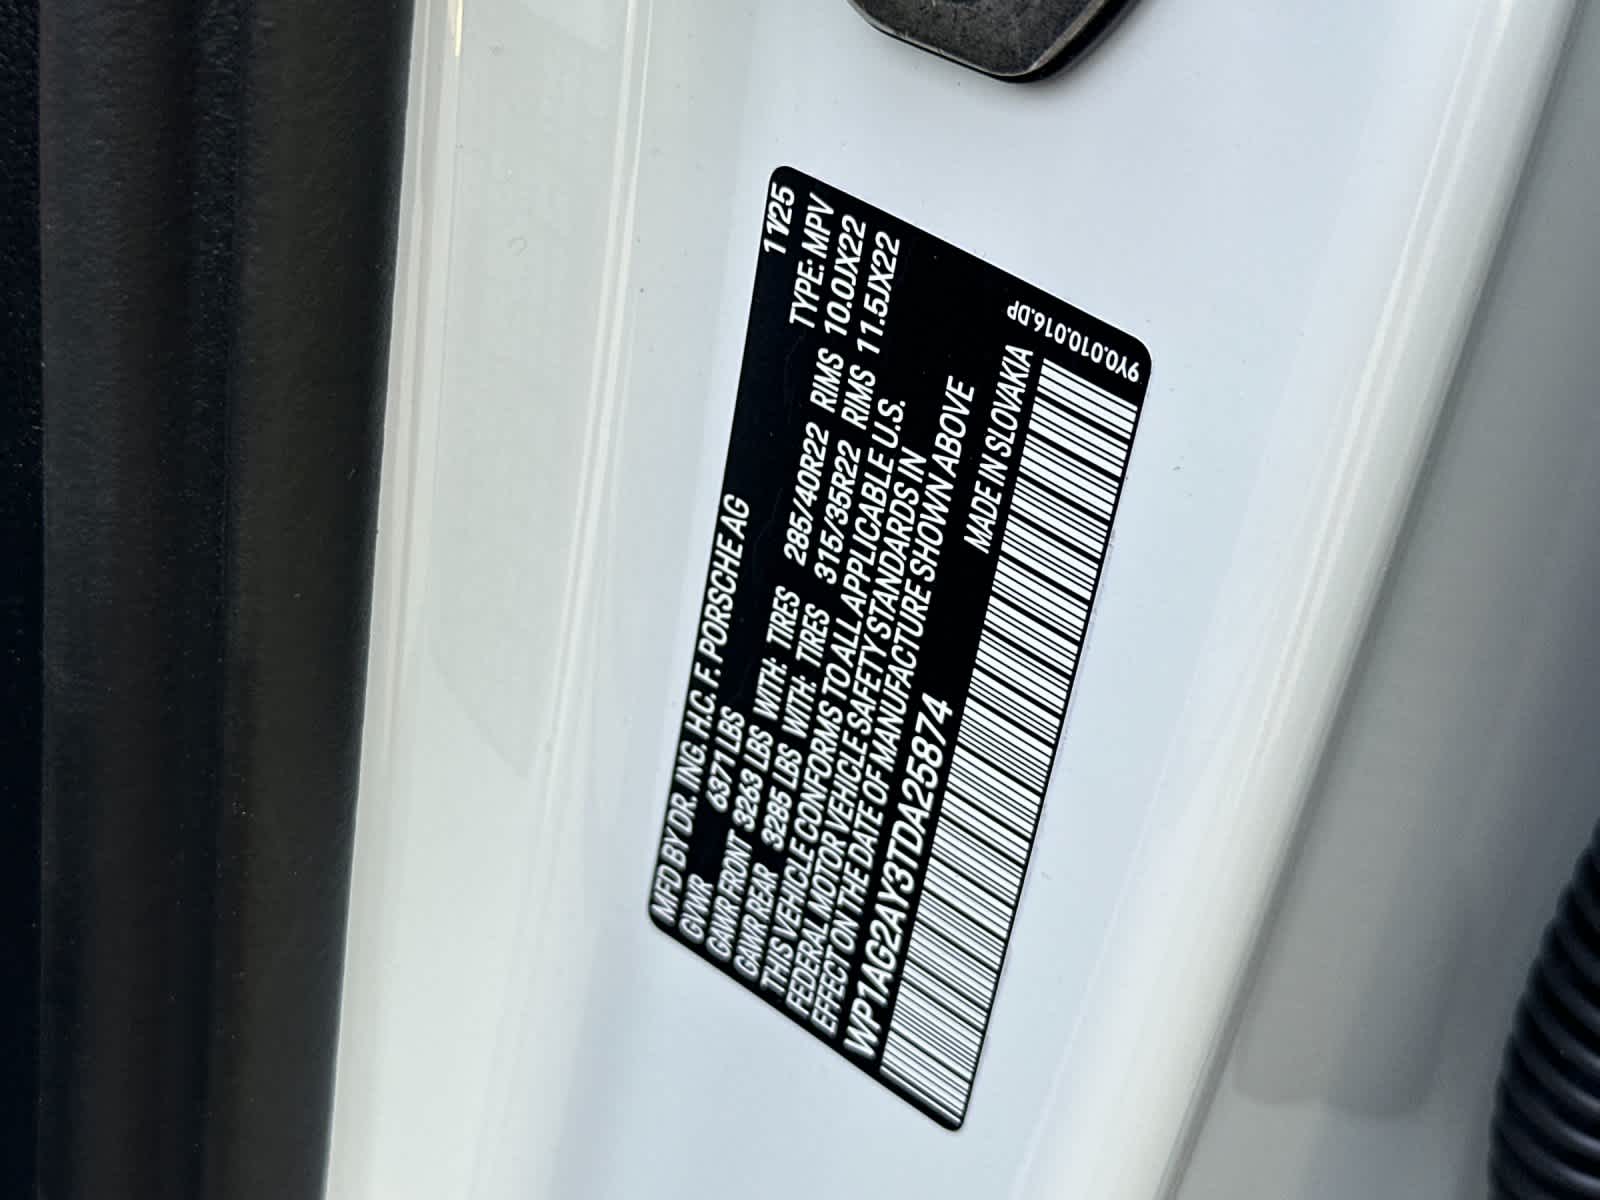 MFD BY DR. ING. H.C. F. PORSCHE AG 11/25
GVWR 6371 LBS TYPE: MPV
GAWR FRONT 3263 LBS WITH: TIRES 285/40R22 RIMS 10.0JX22
GAWR REAR 3285 LBS WITH: TIRES 315/35R22 RIMS 11.5JX22
THIS VEHICLE CONFORMS TO ALL APPLICABLE U.S.
FEDERAL MOTOR VEHICLE SAFETY STANDARDS IN
EFFECT ON THE DATE OF MANUFACTURE SHOWN ABOVE
WP1AG2AY3TDA25874 MADE IN SLOVAKIA
9Y0.010.016.DP